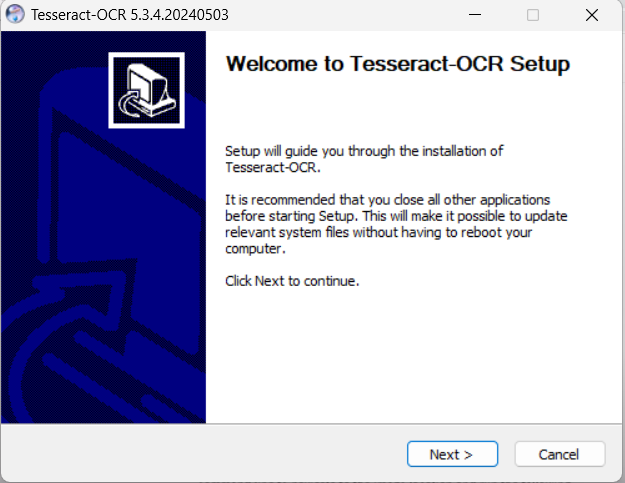 Tesseract-OCR 5.3.4.20240503
Welcome to Tesseract-OCR Setup
Setup will guide you through the installation of
Tesseract-OCR.
It is recommended that you close all other applications
before starting Setup. This will make it possible to update
relevant system files without having to reboot your
computer.
Click Next to continue.
Next >
Cancel